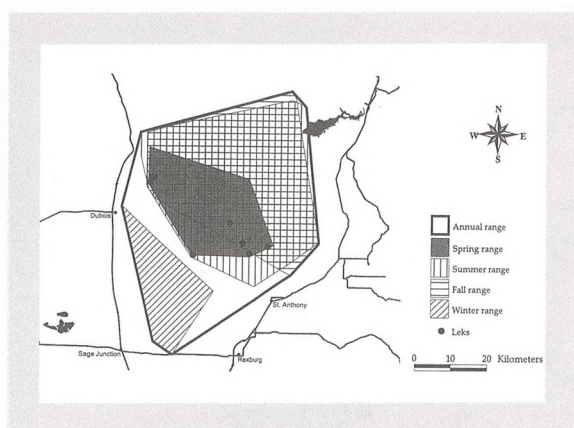 N
W E
S
Dubois
Annual range
Spring range
Summer range
Fall range
Winter range
Leks
St. Anthony
Sage Junction
Rexburg
0 10 20 Kilometers